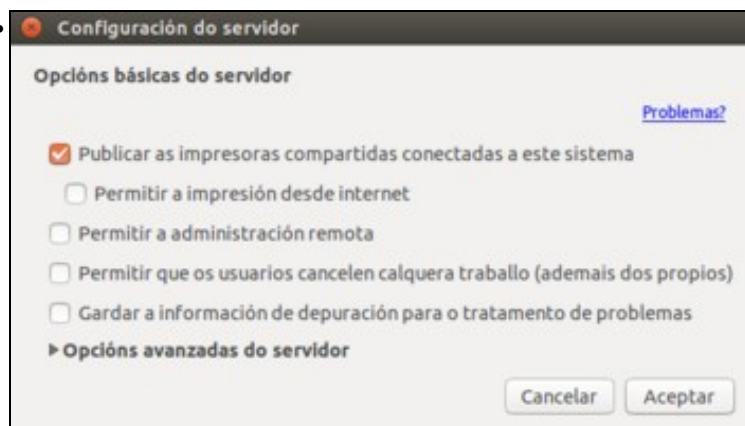 Configuración do servidor
Opcións básicas do servidor
Problemas?
Publicar as impresoras compartidas conectadas a este sistema
Permitir a impresión desde internet
Permitir a administración remota
Permitir que os usuarios cancelen calquera traballo (ademais dos propios)
Gardar a información de depuración para o tratamento de problemas
Opcións avanzadas do servidor
Cancelar Aceptar